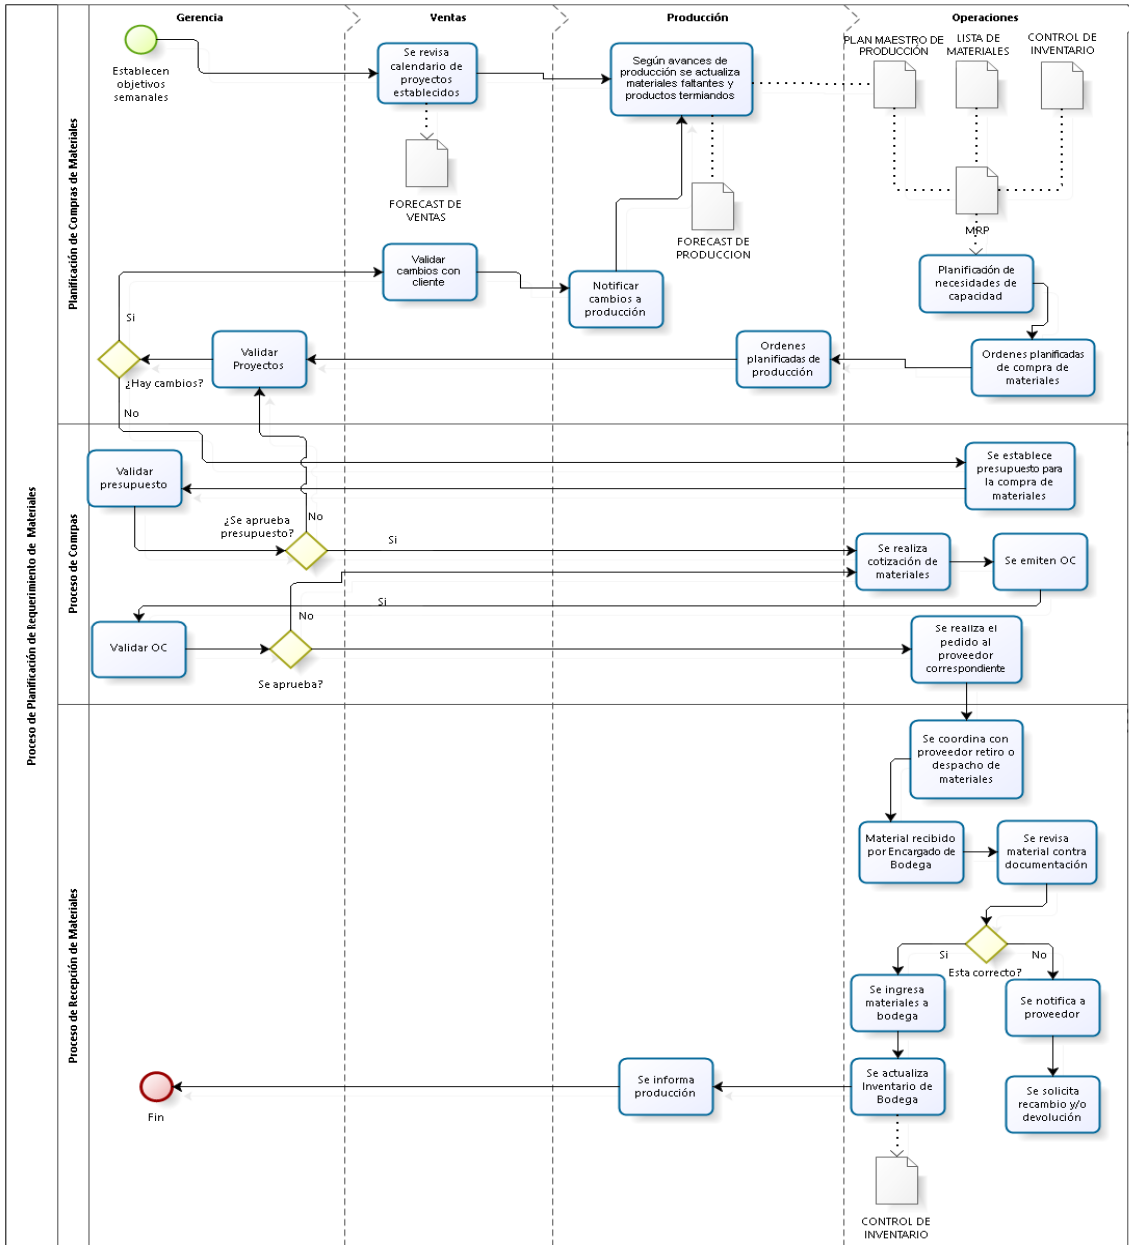 Gerencia
Ventas
Producción
Operaciones
Proceso de Planificación de Requerimiento de Materiales
Planificación de Compras de Materiales
Establecen
objetivos
semanales
Se revisa
calendario de
proyectos
establecidos
Según avances de
producción se actualiza
materiales faltantes y
productos termiandos
PLAN MAESTRO DE
PRODUCCIÓN
LISTA DE
MATERIALES
CONTROL DE
INVENTARIO
FORECAST DE
VENTAS
FORECAST DE
PRODUCCION
MRP
Validar
cambios con
cliente
Notificar
cambios a
producción
Planificación de
necesidades de
capacidad
Si
Validar
Proyectos
Ordenes
planificadas de
producción
Ordenes planificadas
de compra de
materiales
¿Hay cambios?
No
Proceso de Comrpas
Validar
presupuesto
Se establece
presupuesto para
la compra de
materiales
¿Se aprueba
presupuesto?
No
Si
Se realiza
cotización de
materiales
Se emiten OC
Si
No
Validar OC
Se aprueba?
Se realiza el
pedido al
proveedor
correspondiente
Proceso de Recepción de Materiales
Se coordina con
proveedor retiro o
despacho de
materiales
Material recibido
por Encargado de
Bodega
Se revisa
material contra
documentación
Si
No
Esta correcto?
Se ingresa
materiales a
bodega
Se notifica a
proveedor
Se informa
producción
Se actualiza
Inventario de
Bodega
Se solicita
recambio y/o
devolución
Fin
CONTROL DE
INVENTARIO